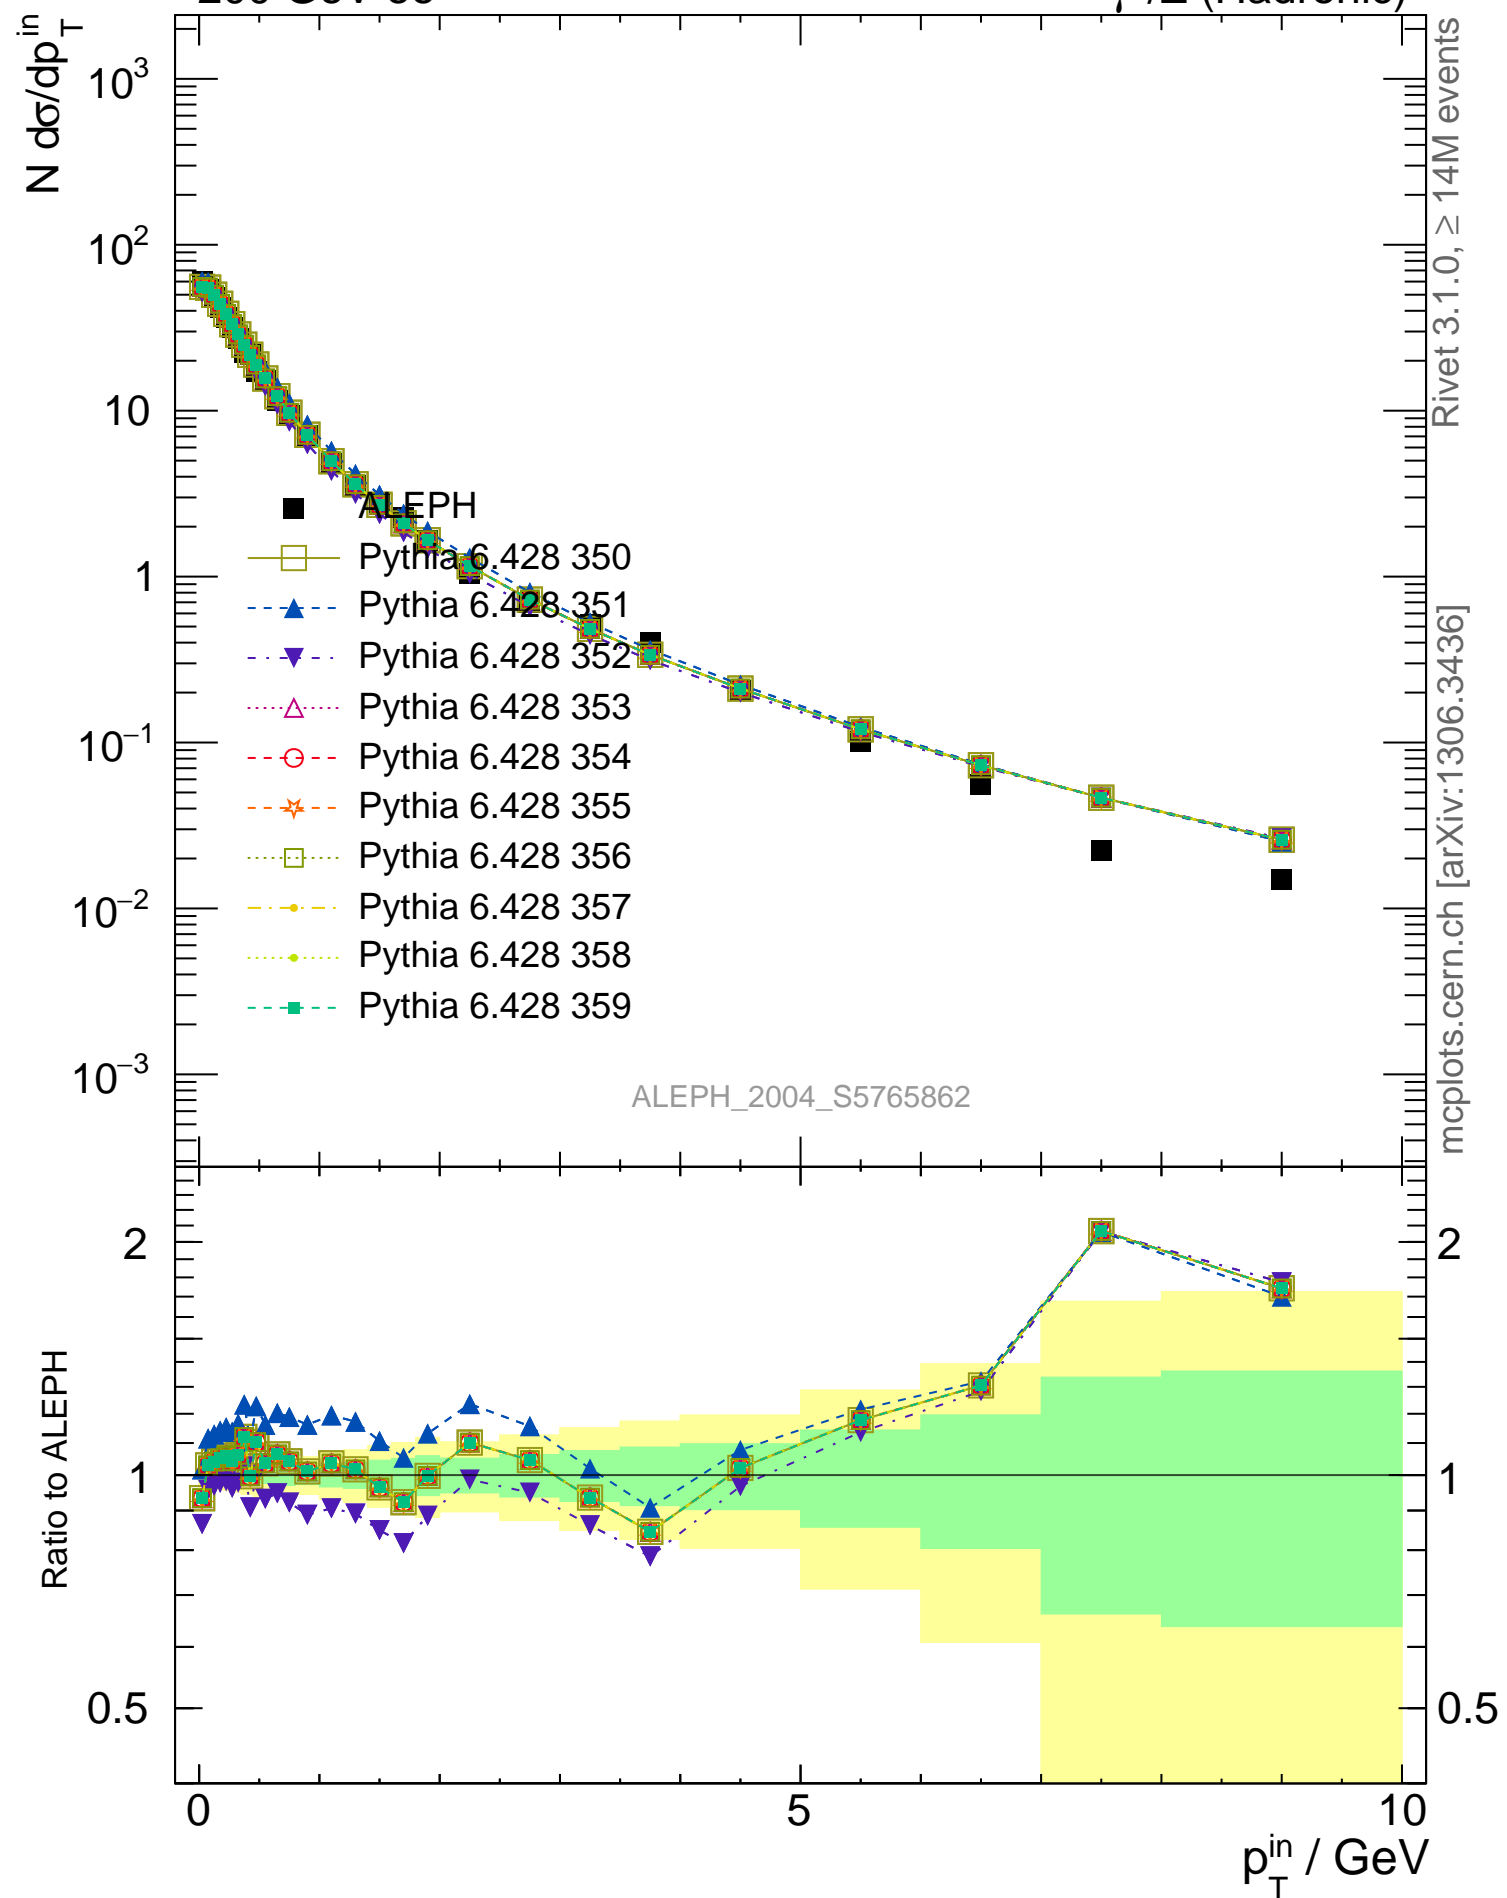 N dσ/dp_T^in
10^3
10^2
10
1
10^−1
10^−2
10^−3
ALEPH
Pythia 6.428 350
Pythia 6.428 351
Pythia 6.428 352
Pythia 6.428 353
Pythia 6.428 354
Pythia 6.428 355
Pythia 6.428 356
Pythia 6.428 357
Pythia 6.428 358
Pythia 6.428 359
ALEPH_2004_S5765862
Rivet 3.1.0, ≥ 14M events
mcplots.cern.ch [arXiv:1306.3436]
Ratio to ALEPH
2
1
0.5
2
1
0.5
0
5
10
p_T^in / GeV